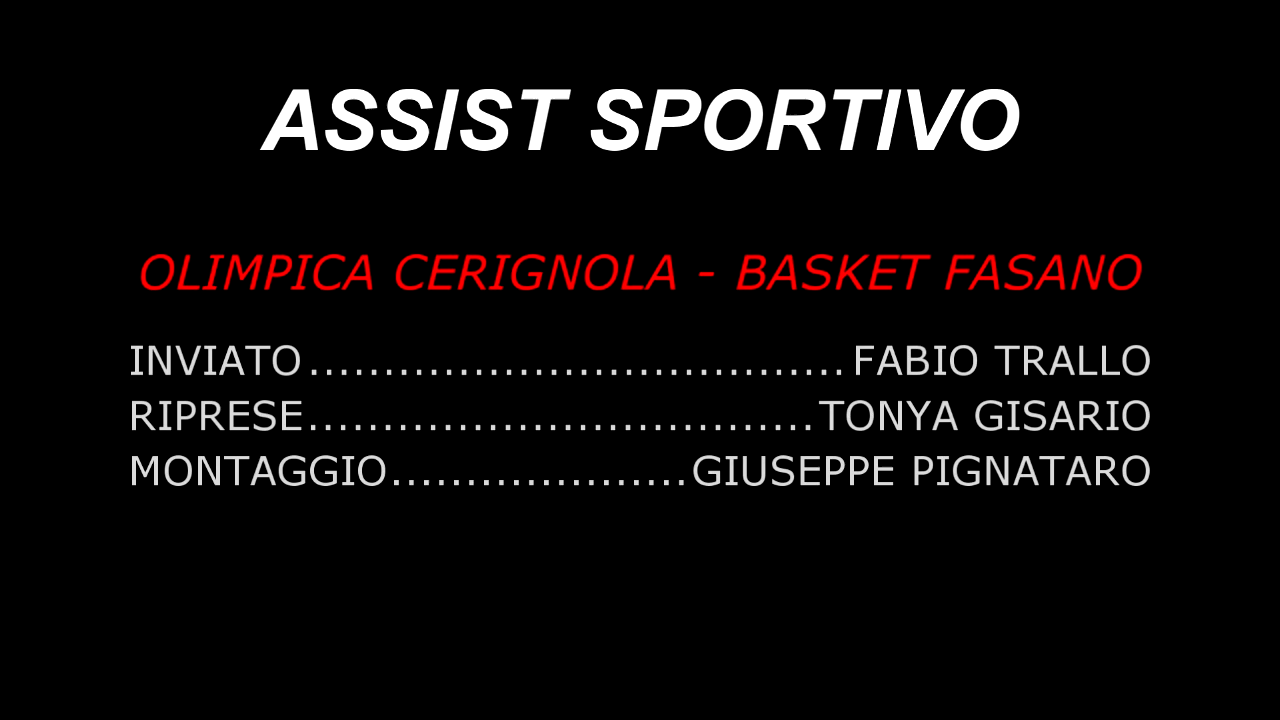 ASSIST SPORTIVO
OLIMPICA CERIGNOLA - BASKET FASANO
INVIATO....................................FABIO TRALLO
RIPRESE..................................TONYA GISARIO
MONTAGGIO....................GIUSEPPE PIGNATARO